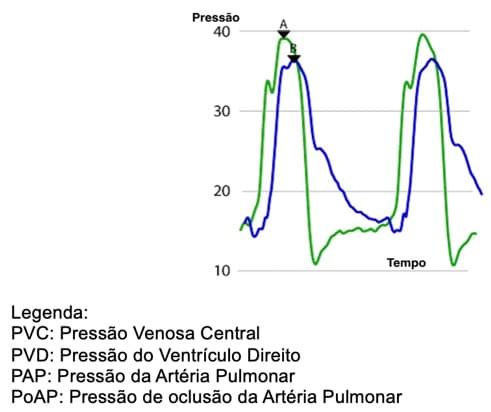 Pressão
A
40
B
30
20
Tempo
10
Legenda:
PVC: Pressão Venosa Central
PVD: Pressão do Ventrículo Direito
PAP: Pressão da Artéria Pulmonar
PoAP: Pressão de oclusão da Artéria Pulmonar